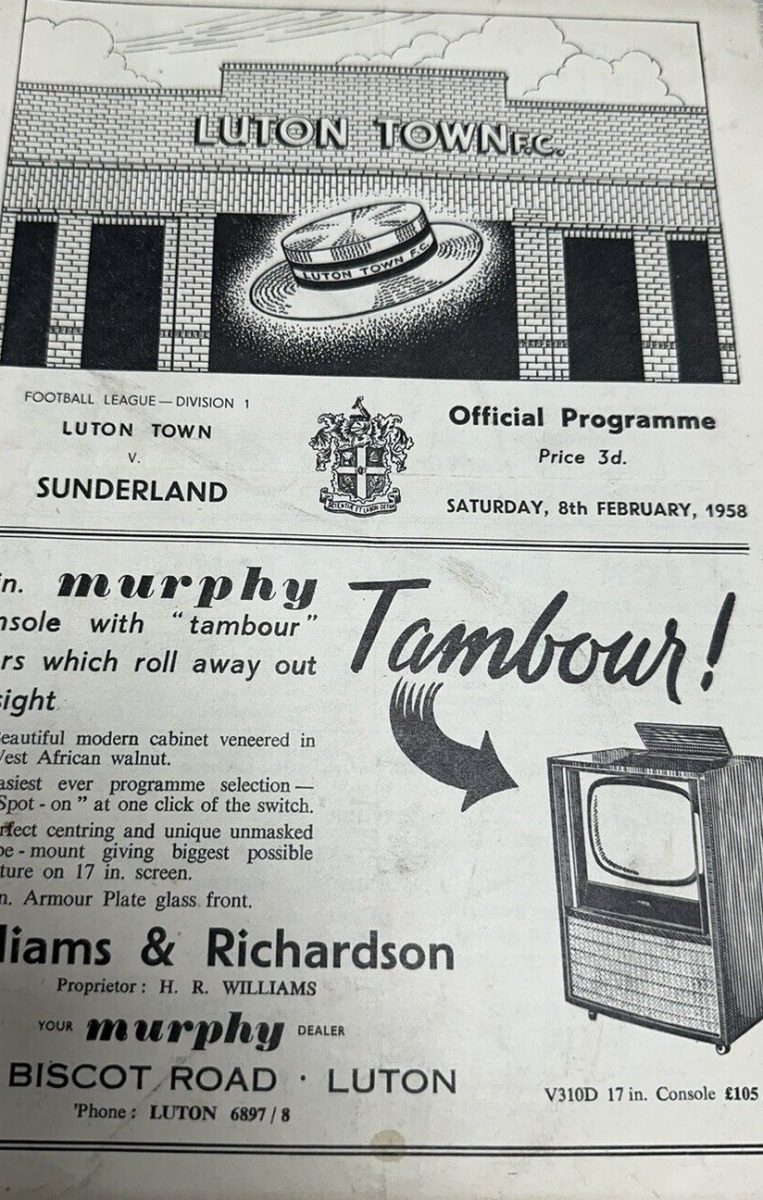 LUTON TOWN F.C.
LUTON TOWN F.C.
FOOTBALL LEAGUE — DIVISION 1
LUTON TOWN
v.
SUNDERLAND
Official Programme
Price 3d.
SATURDAY, 8th FEBRUARY, 1958
in. murphy
nsole with "tambour"
rs which roll away out
sight
Tambour!
Beautiful modern cabinet veneered in
West African walnut.
asiest ever programme selection —
Spot - on" at one click of the switch.
rfect centring and unique unmasked
be - mount giving biggest possible
ture on 17 in. screen.
n. Armour Plate glass front.
liams & Richardson
Proprietor : H. R. WILLIAMS
YOUR murphy DEALER
BISCOT ROAD · LUTON
'Phone : LUTON 6897/8
V310D 17 in. Console £105